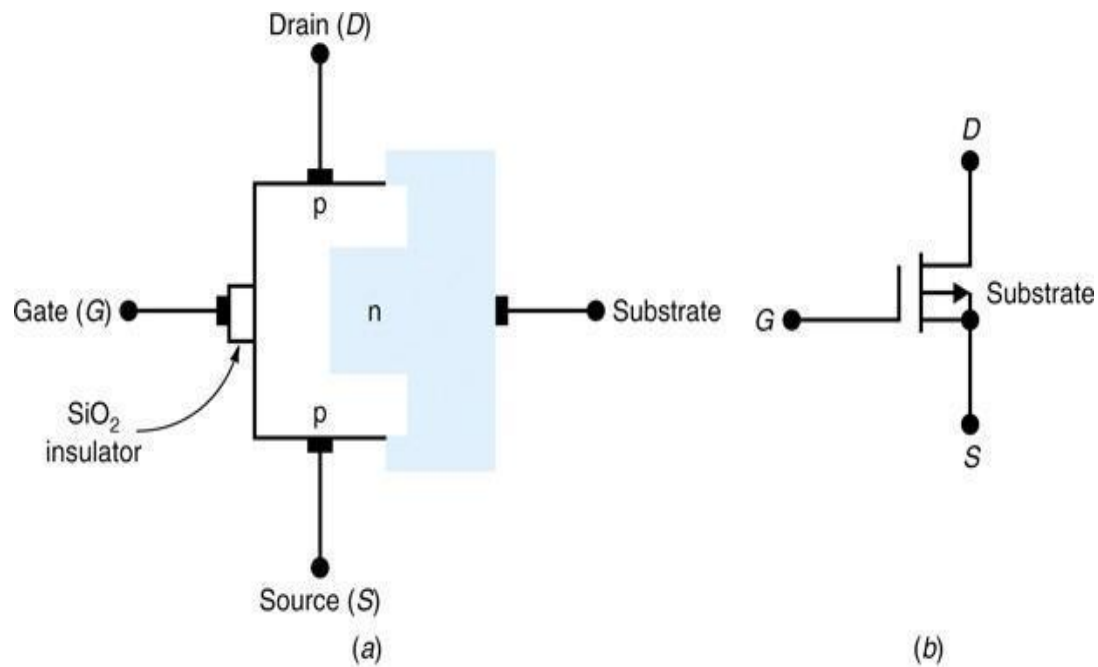 Drain (D)
D
p
Gate (G)
n
Substrate
G
Substrate
SiO₂
insulator
p
S
Source (S)
(a)
(b)